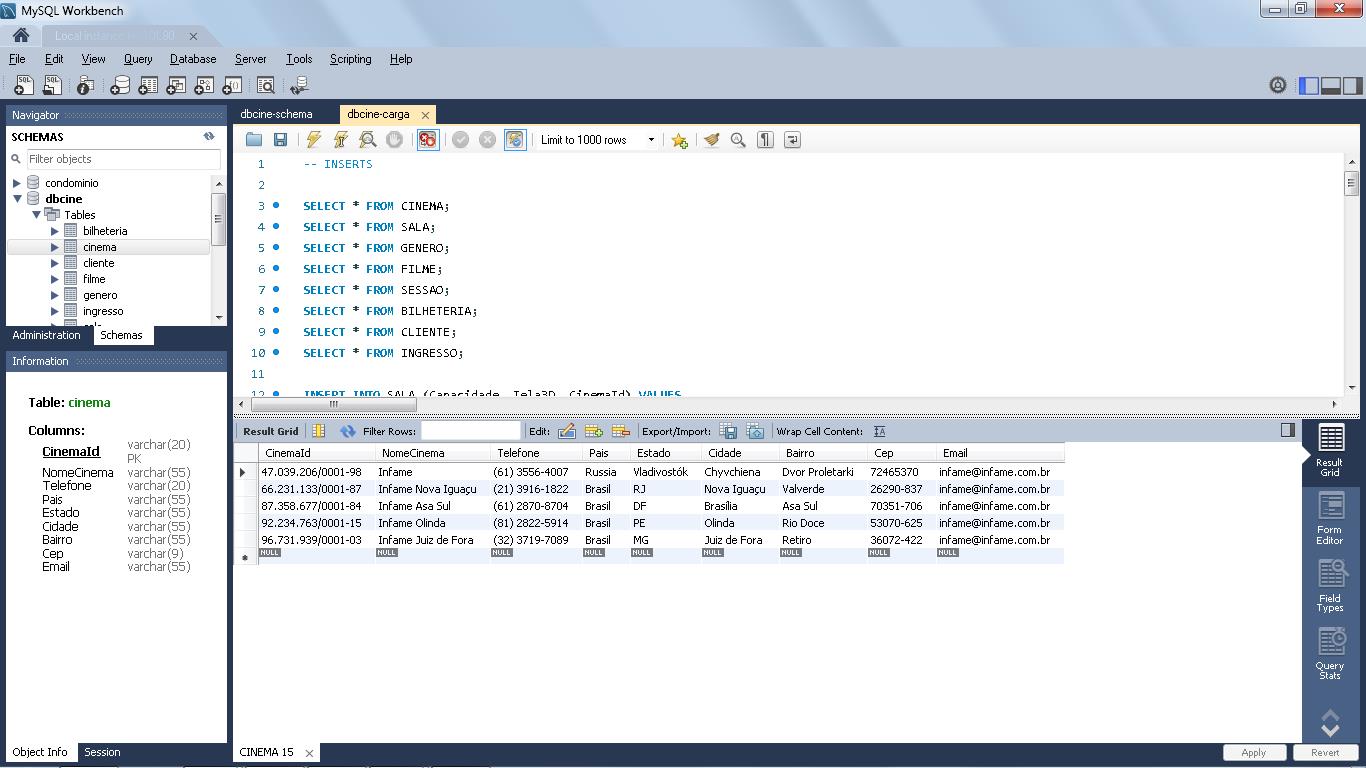 MySQL Workbench
Local instance
File Edit View Query Database Server Tools Scripting Help
Navigator
SCHEMAS
Filter objects
condominio
dbcine
Tables
bilheteria
cinema
cliente
filme
genero
ingresso
Administration Schemas
Information
Table: cinema
Columns:
CinemaId varchar(20) PK
NomeCinema varchar(55)
Telefone varchar(20)
Pais varchar(55)
Estado varchar(55)
Cidade varchar(55)
Bairro varchar(55)
Cep varchar(9)
Email varchar(55)
Object Info Session
dbcine-schema dbcine-carga
Limit to 1000 rows
1 -- INSERTS
2
3 SELECT * FROM CINEMA;
4 SELECT * FROM SALA;
5 SELECT * FROM GENERO;
6 SELECT * FROM FILME;
7 SELECT * FROM SESSAO;
8 SELECT * FROM BILHETERIA;
9 SELECT * FROM CLIENTE;
10 SELECT * FROM INGRESSO;
11
12 INSERT INTO SALA (Capacidade, Tela3D, CinemaId) VALUES
Result Grid Filter Rows: Edit: Export/Import: Wrap Cell Content:
CinemaId NomeCinema Telefone Pais Estado Cidade Bairro Cep Email
47.039.206/0001-98 Infame (61) 3556-4007 Russia Vladivostók Chyvchiena Dvor Proletarki 72465370 infame@infame.com.br
66.231.133/0001-87 Infame Nova Iguaçu (21) 3916-1822 Brasil RJ Nova Iguaçu Valverde 26290-837 infame@infame.com.br
87.358.677/0001-84 Infame Asa Sul (61) 2870-8704 Brasil DF Brasília Asa Sul 70351-706 infame@infame.com.br
92.234.763/0001-15 Infame Olinda (81) 2822-5914 Brasil PE Olinda Rio Doce 53070-625 infame@infame.com.br
96.731.939/0001-03 Infame Juiz de Fora (32) 3719-7089 Brasil MG Juiz de Fora Retiro 36072-422 infame@infame.com.br
NULL NULL NULL NULL NULL NULL NULL NULL NULL
Result Grid
Form Editor
Field Types
Query Stats
CINEMA 15
Apply Revert